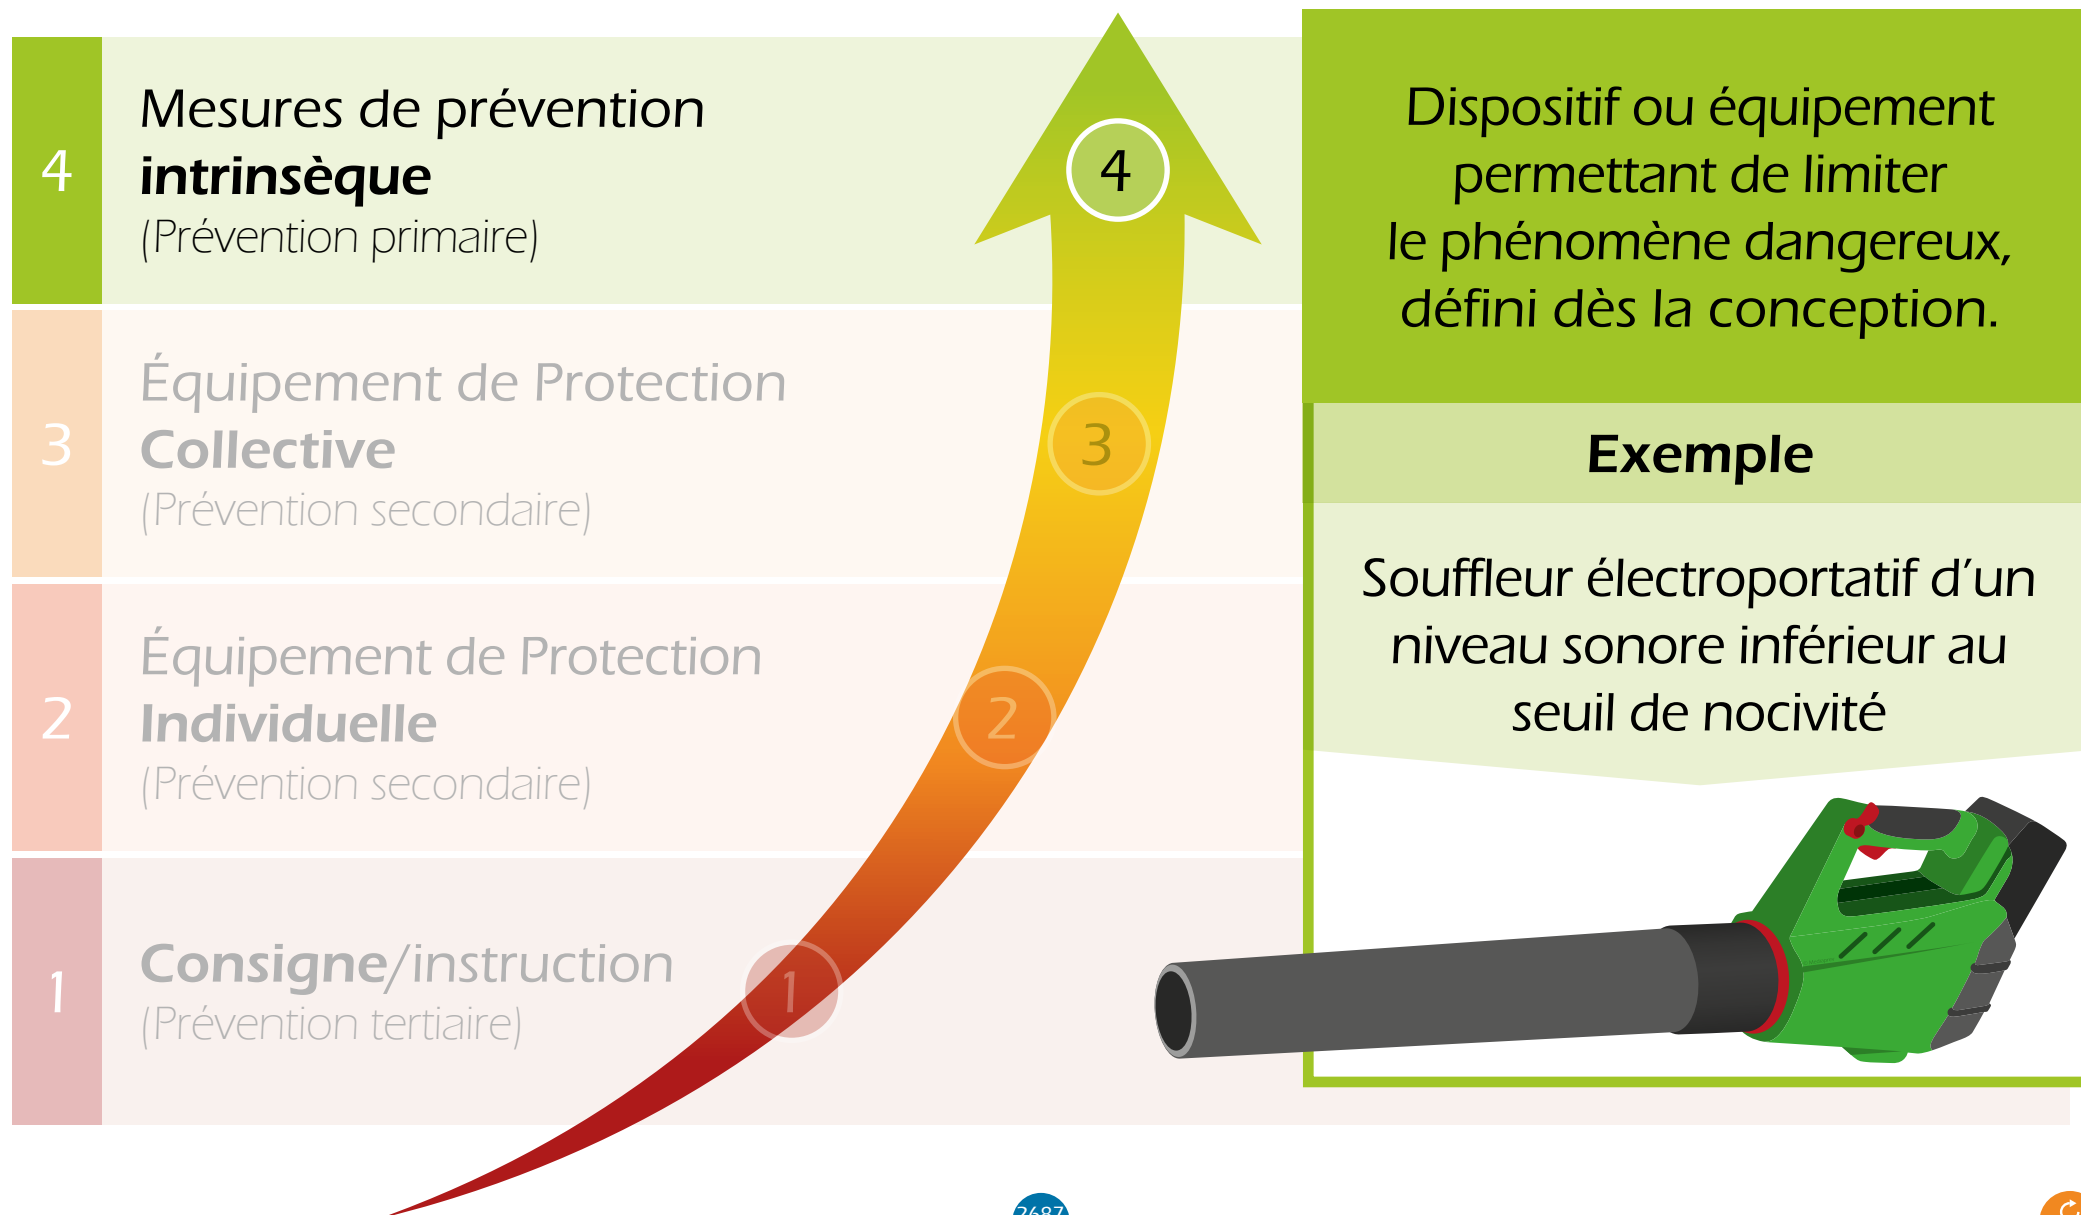 4
Mesures de prévention
intrinsèque
(Prévention primaire)
4
3
Équipement de Protection
Collective
(Prévention secondaire)
3
2
Équipement de Protection
Individuelle
(Prévention secondaire)
2
1
Consigne/instruction
(Prévention tertiaire)
1
Dispositif ou équipement
permettant de limiter
le phénomène dangereux,
défini dès la conception.
Exemple
Souffleur électroportatif d’un
niveau sonore inférieur au
seuil de nocivité
2687